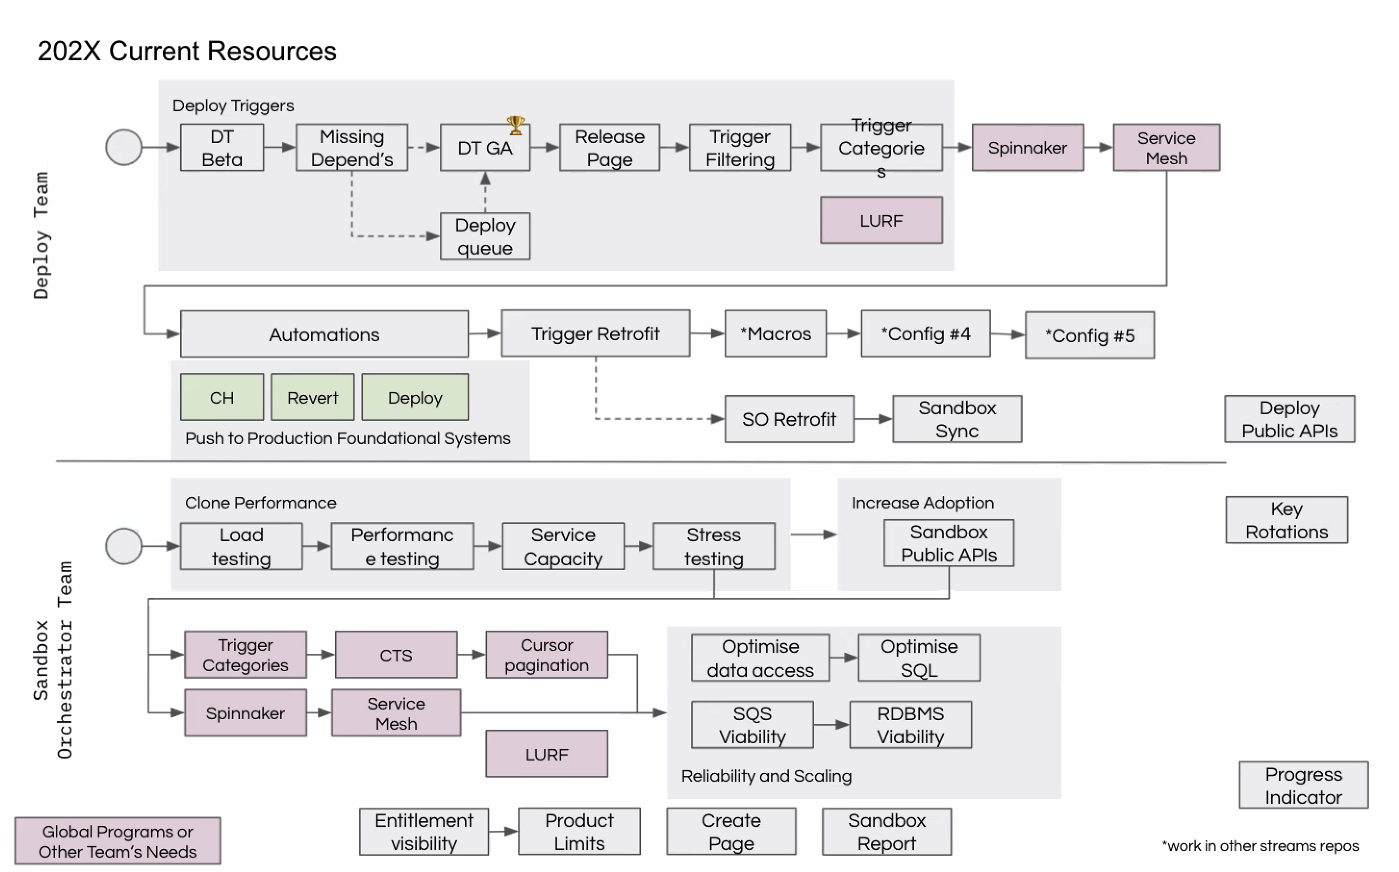 202X Current Resources
Deploy Team
Deploy Triggers
DT
Beta
Missing
Depend's
DT GA
Release
Page
Trigger
Filtering
Trigger
Categorie
s
Spinnaker
Service
Mesh
LURF
Deploy
queue
Automations
Trigger Retrofit
*Macros
*Config #4
*Config #5
CH
Revert
Deploy
Push to Production Foundational Systems
SO Retrofit
Sandbox
Sync
Deploy
Public APIs
Sandbox
Orchestrator Team
Clone Performance
Load
testing
Performanc
e testing
Service
Capacity
Stress
testing
Increase Adoption
Sandbox
Public APIs
Key
Rotations
Trigger
Categories
CTS
Cursor
pagination
Spinnaker
Service
Mesh
LURF
Optimise
data access
Optimise
SQL
SQS
Viability
RDBMS
Viability
Reliability and Scaling
Progress
Indicator
Global Programs or
Other Team's Needs
Entitlement
visibility
Product
Limits
Create
Page
Sandbox
Report
*work in other streams repos